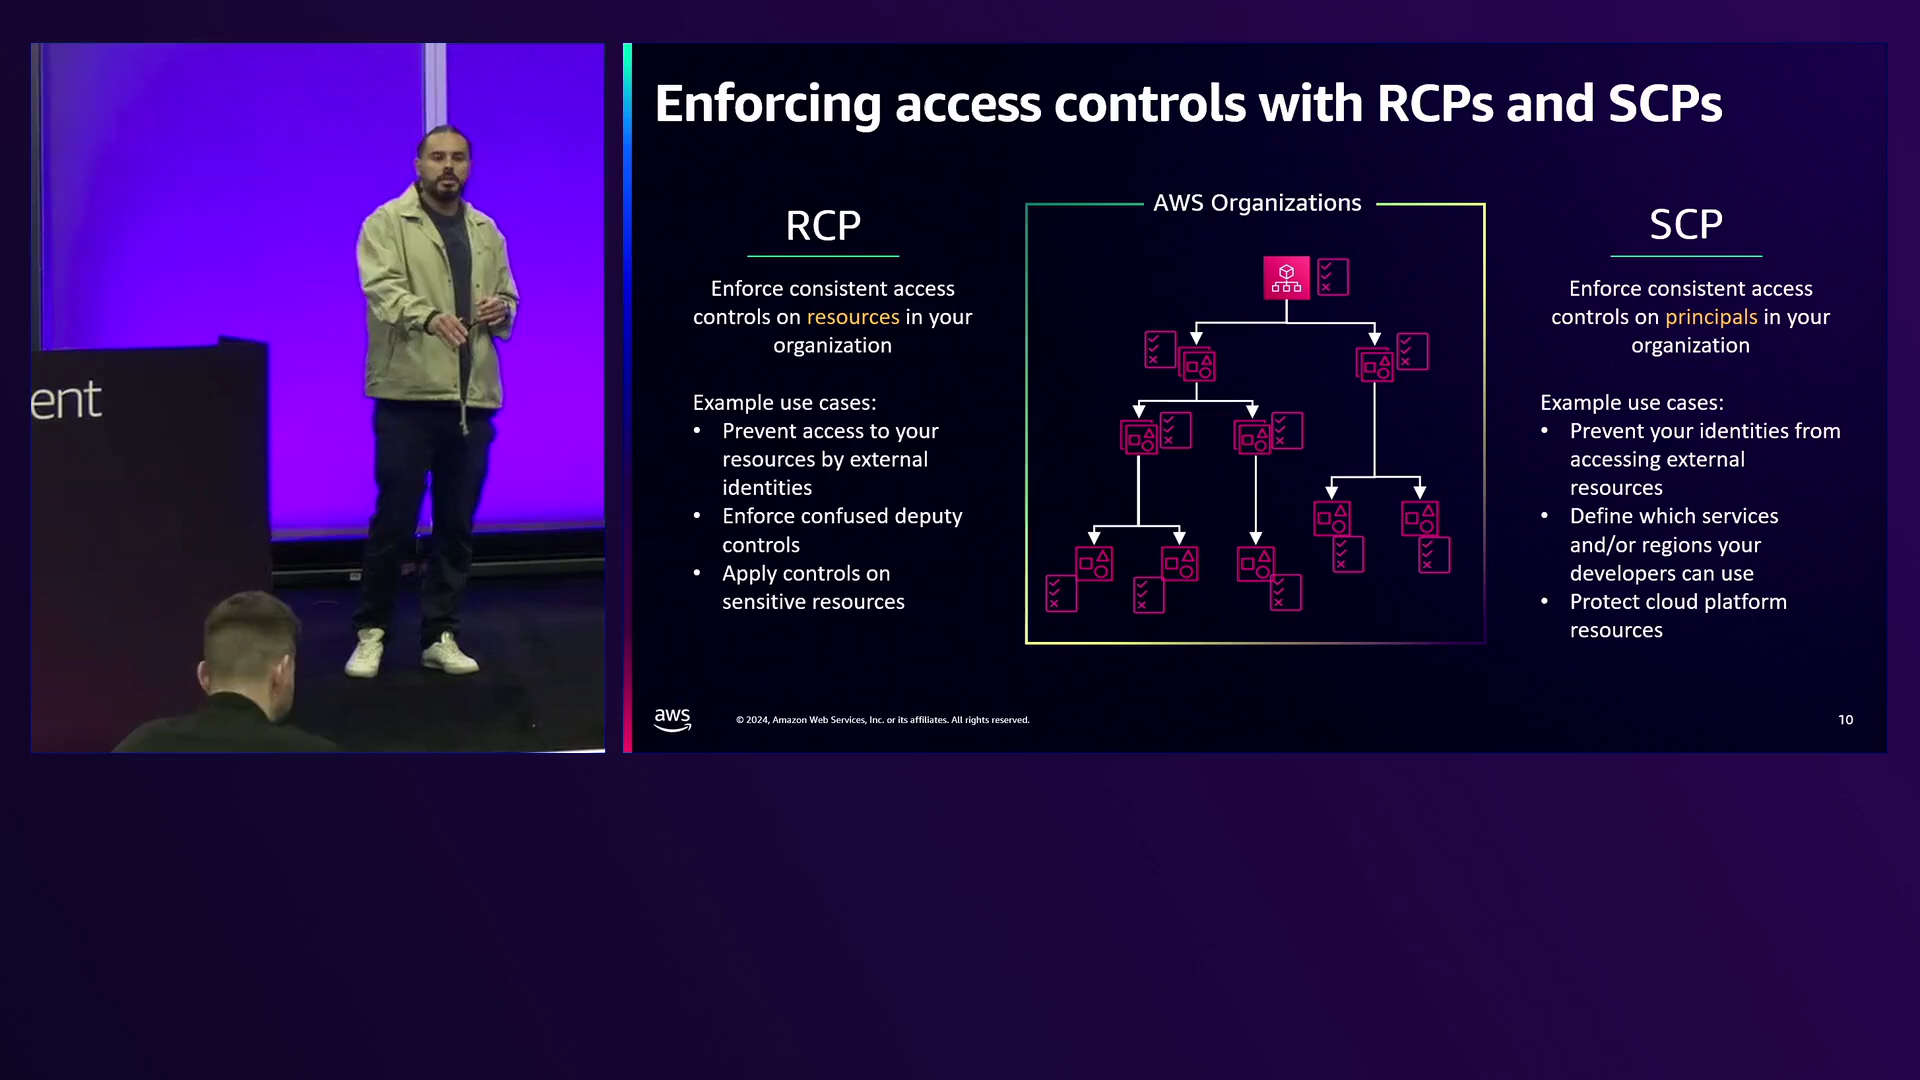 ent
Enforcing access controls with RCPs and SCPs
RCP
Enforce consistent access
controls on resources in your
organization
Example use cases:
• Prevent access to your
resources by external
identities
• Enforce confused deputy
controls
• Apply controls on
sensitive resources
AWS Organizations
SCP
Enforce consistent access
controls on principals in your
organization
Example use cases:
• Prevent your identities from
accessing external
resources
• Define which services
and/or regions your
developers can use
• Protect cloud platform
resources
aws
© 2024, Amazon Web Services, Inc. or its affiliates. All rights reserved.
10